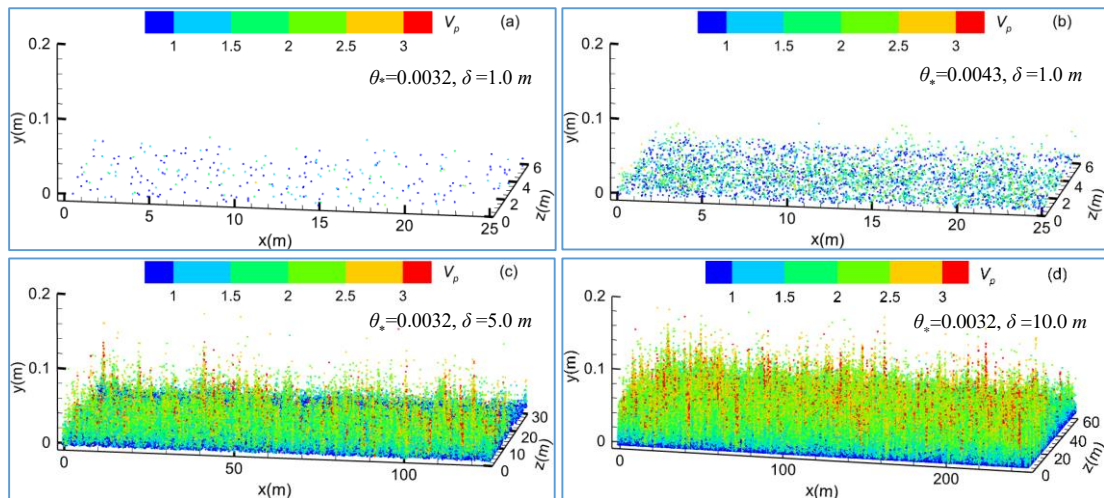 V_p (a)
1 1.5 2 2.5 3
θ*=0.0032, δ=1.0 m
0.2
0.1
0
y(m)
0 5 10 15 20 25
x(m)
0 2 4 6
z(m)
V_p (b)
1 1.5 2 2.5 3
θ*=0.0043, δ=1.0 m
0.2
0.1
0
y(m)
0 5 10 15 20 25
x(m)
0 2 4 6
z(m)
V_p (c)
1 1.5 2 2.5 3
θ*=0.0032, δ=5.0 m
0.2
0.1
0
y(m)
0 50 100
x(m)
0 10 20 30
z(m)
V_p (d)
1 1.5 2 2.5 3
θ*=0.0032, δ=10.0 m
0.2
0.1
0
y(m)
0 100 200
x(m)
0 20 40 60
z(m)